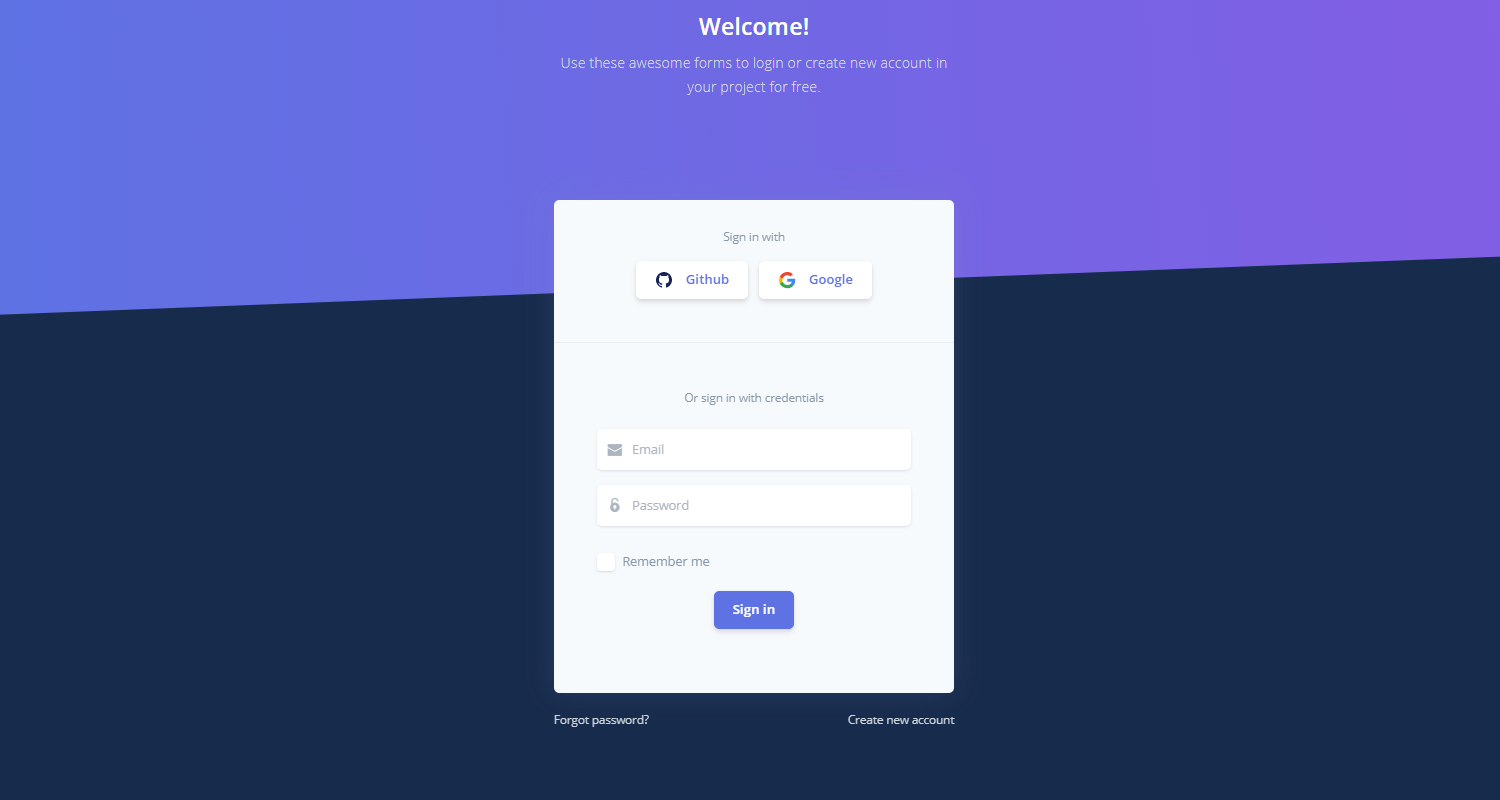 Welcome!
Use these awesome forms to login or create new account in
your project for free.
Sign in with
Github
Google
Or sign in with credentials
Email
Password
Remember me
Sign in
Forgot password?
Create new account